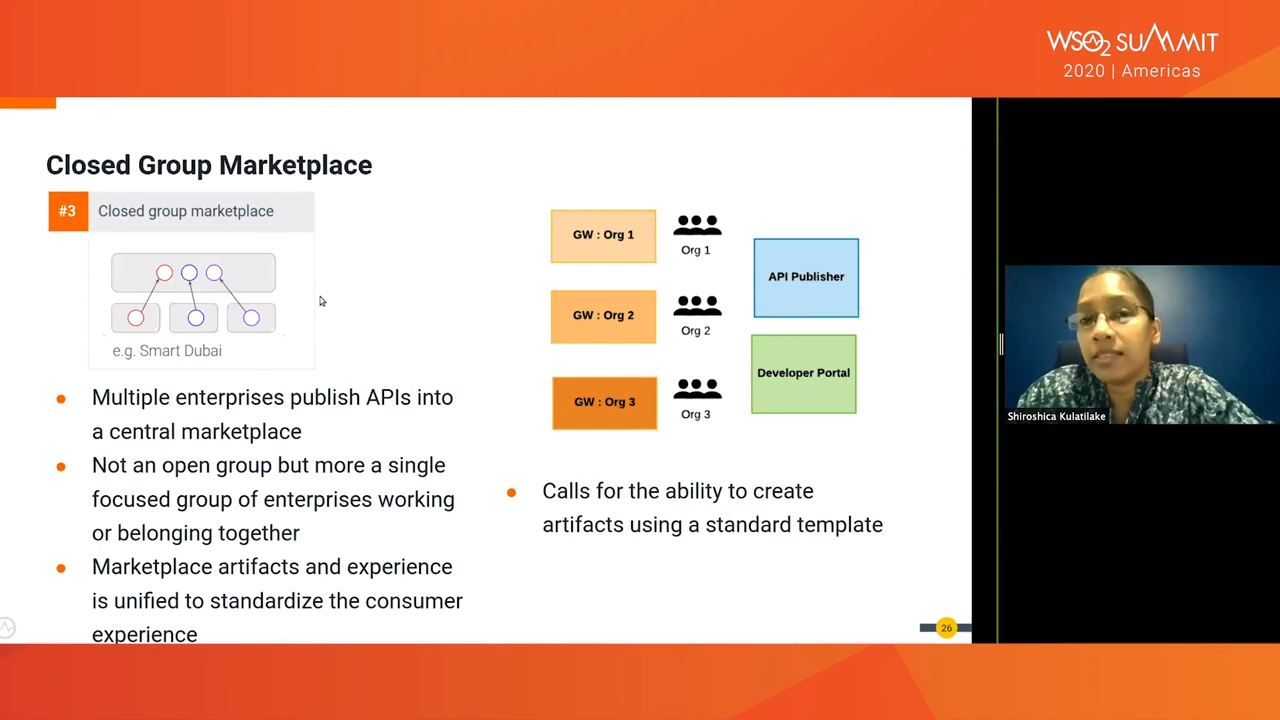 WSO2 SUMMIT
2020 | Americas
Closed Group Marketplace
#3 Closed group marketplace
e.g. Smart Dubai
Multiple enterprises publish APIs into
a central marketplace
Not an open group but more a single
focused group of enterprises working
or belonging together
Marketplace artifacts and experience
is unified to standardize the consumer
experience
GW : Org 1
Org 1
GW : Org 2
Org 2
GW : Org 3
Org 3
API Publisher
Developer Portal
Calls for the ability to create
artifacts using a standard template
26
Shiroshica Kulatilake